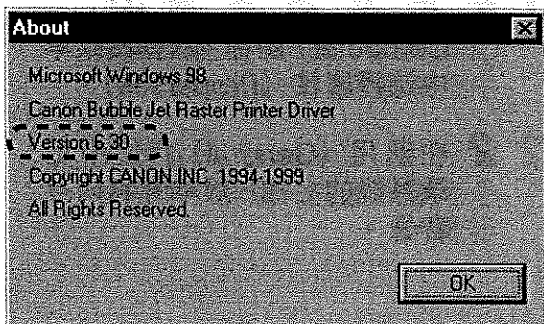 About
Microsoft Windows 98
Canon Bubble Jet Raster Printer Driver
Version 6.30
Copyright CANON INC. 1994-1999
All Rights Reserved.
OK